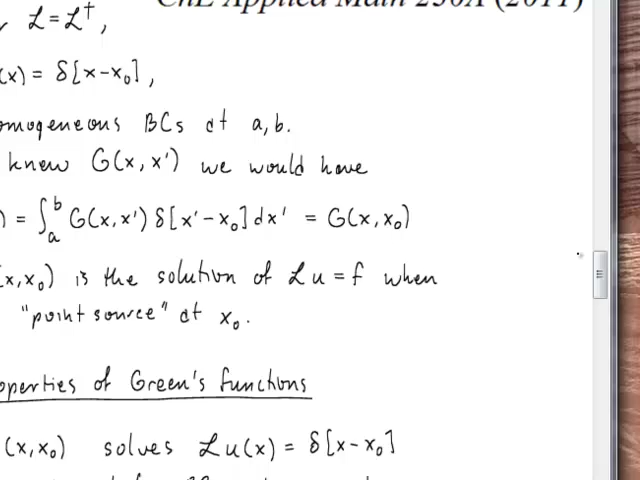 ChE Applied Math 230A (2011)
ℒ = ℒ†,
(x) = δ[x-x₀],
omogeneous BCs at a, b.
knew G(x, x') we would have
) = ∫ₐᵇ G(x, x') δ[x'-x₀] dx' = G(x, x₀)
(x, x₀) is the solution of ℒu = f when
"point source" at x₀.
operties of Green's functions
(x, x₀) solves ℒu(x) = δ[x-x₀]